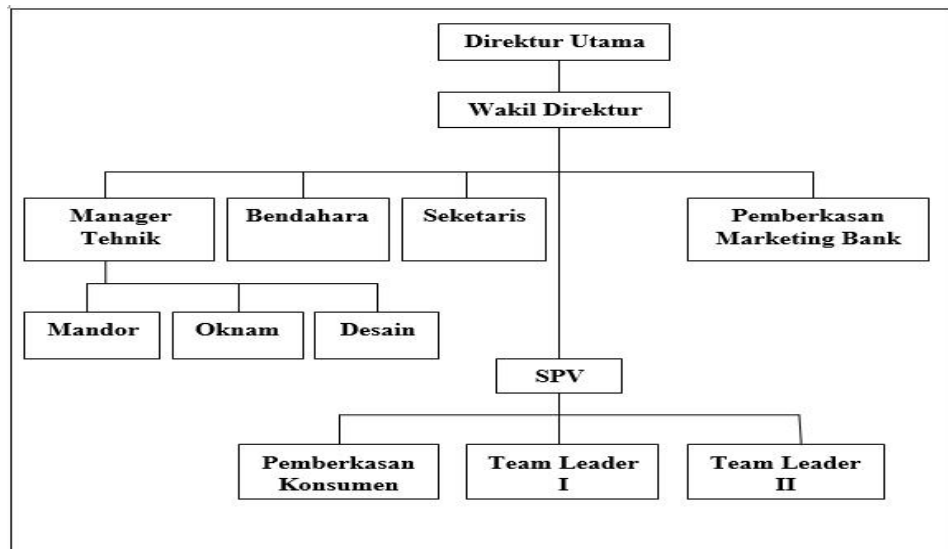 Direktur Utama
Wakil Direktur
Manager
Tehnik
Bendahara
Seketaris
Pemberkasan
Marketing Bank
Mandor
Oknam
Desain
SPV
Pemberkasan
Konsumen
Team Leader
I
Team Leader
II